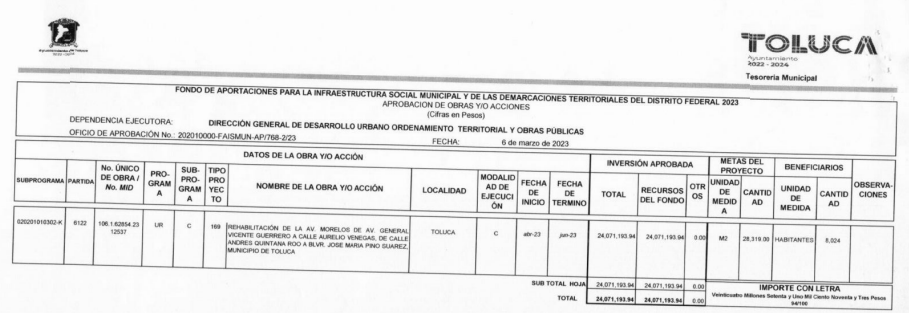 TOLUCA
Ayuntamiento
2022 - 2024
Tesorería Municipal
FONDO DE APORTACIONES PARA LA INFRAESTRUCTURA SOCIAL MUNICIPAL Y DE LAS DEMARCACIONES TERRITORIALES DEL DISTRITO FEDERAL 2023
APROBACION DE OBRAS Y/O ACCIONES
(Cifras en Pesos)
DEPENDENCIA EJECUTORA: DIRECCIÓN GENERAL DE DESARROLLO URBANO ORDENAMIENTO TERRITORIAL Y OBRAS PÚBLICAS
OFICIO DE APROBACIÓN No.: 202010000-FAISMUN-AP/768-2/23 FECHA: 6 de marzo de 2023
DATOS DE LA OBRA Y/O ACCIÓN
INVERSIÓN APROBADA
METAS DEL
PROYECTO
BENEFICIARIOS
OBSERVA-
CIONES
SUBPROGRAMA
PARTIDA
No. ÚNICO
DE OBRA /
No. MID
PRO-
GRAM
A
SUB-
PRO-
GRAM
A
TIPO
PRO
YEC
TO
NOMBRE DE LA OBRA Y/O ACCIÓN
LOCALIDAD
MODALID
AD DE
EJECUCI
ÓN
FECHA
DE
INICIO
FECHA
DE
TERMINO
TOTAL
RECURSOS
DEL FONDO
OTR
OS
UNIDAD
DE
MEDID
A
CANTID
AD
UNIDAD
DE
MEDIDA
CANTID
AD
020201010302-K
6122
106.1.62854.23
12537
UR
C
169
REHABILITACIÓN DE LA AV. MORELOS DE AV. GENERAL
VICENTE GUERRERO A CALLE AURELIO VENEGAS, DE CALLE
ANDRES QUINTANA ROO A BLVR. JOSE MARIA PINO SUAREZ,
MUNICIPIO DE TOLUCA
TOLUCA
C
abr-23
jun-23
24,071,193.94
24,071,193.94
0.00
M2
28,319.00
HABITANTES
8,024
SUB TOTAL HOJA 24,071,193.94 24,071,193.94 0.00
TOTAL 24,071,193.94 24,071,193.94 0.00
IMPORTE CON LETRA
Veinticuatro Millones Setenta y Uno Mil Ciento Noventa y Tres Pesos
94/100